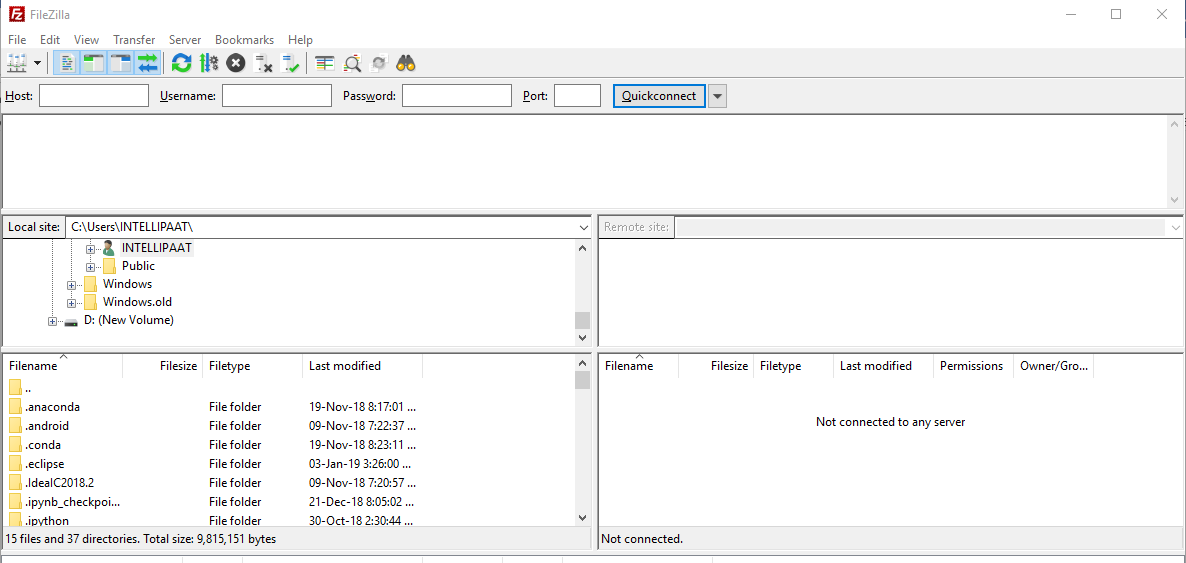 FileZilla
File Edit View Transfer Server Bookmarks Help
Host: Username: Password: Port: Quickconnect
Local site: C:\Users\INTELLIPAAT\
INTELLIPAAT
Public
Windows
Windows.old
D: (New Volume)
Filename Filesize Filetype Last modified
..
.anaconda File folder 19-Nov-18 8:17:01 ...
.android File folder 09-Nov-18 7:22:37 ...
.conda File folder 19-Nov-18 8:23:11 ...
.eclipse File folder 03-Jan-19 3:26:00 ...
.IdealC2018.2 File folder 09-Nov-18 7:20:57 ...
.ipynb_checkpoi... File folder 21-Dec-18 8:05:02 ...
.ipython File folder 30-Oct-18 2:30:44 ...
15 files and 37 directories. Total size: 9,815,151 bytes
Remote site:
Filename Filesize Filetype Last modified Permissions Owner/Gro...
Not connected to any server
Not connected.